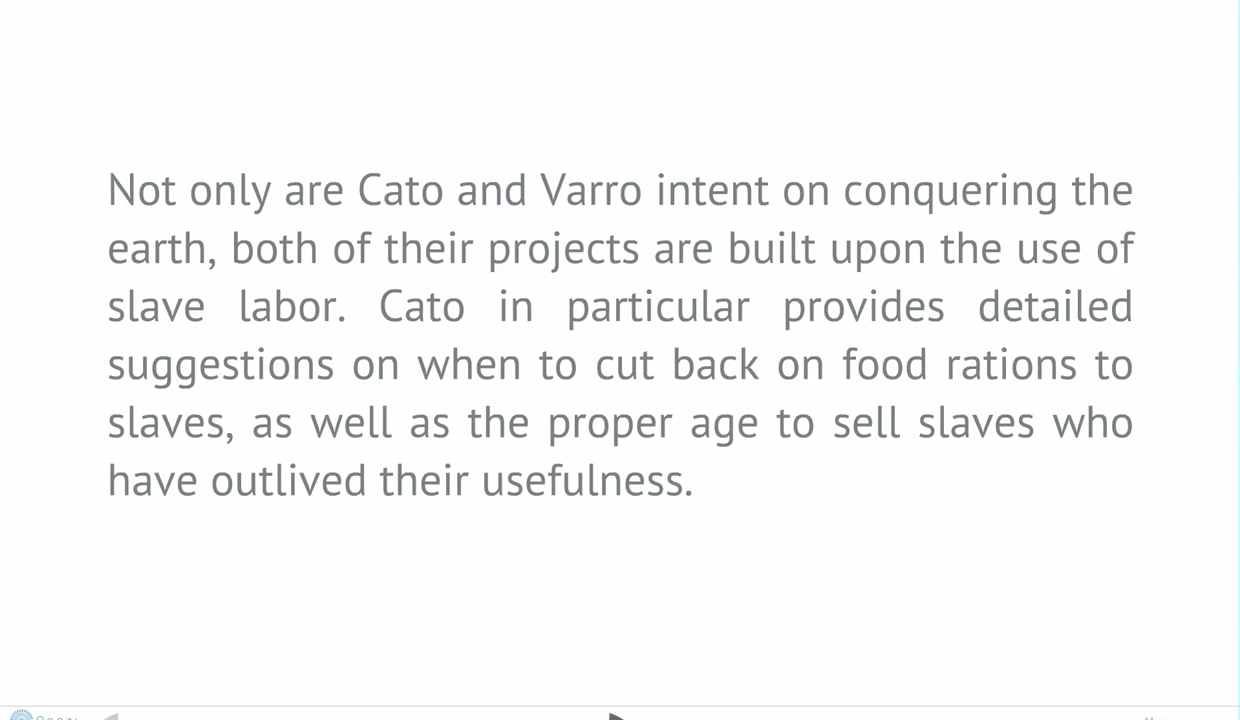 Not only are Cato and Varro intent on conquering the
earth, both of their projects are built upon the use of
slave labor. Cato in particular provides detailed
suggestions on when to cut back on food rations to
slaves, as well as the proper age to sell slaves who
have outlived their usefulness.